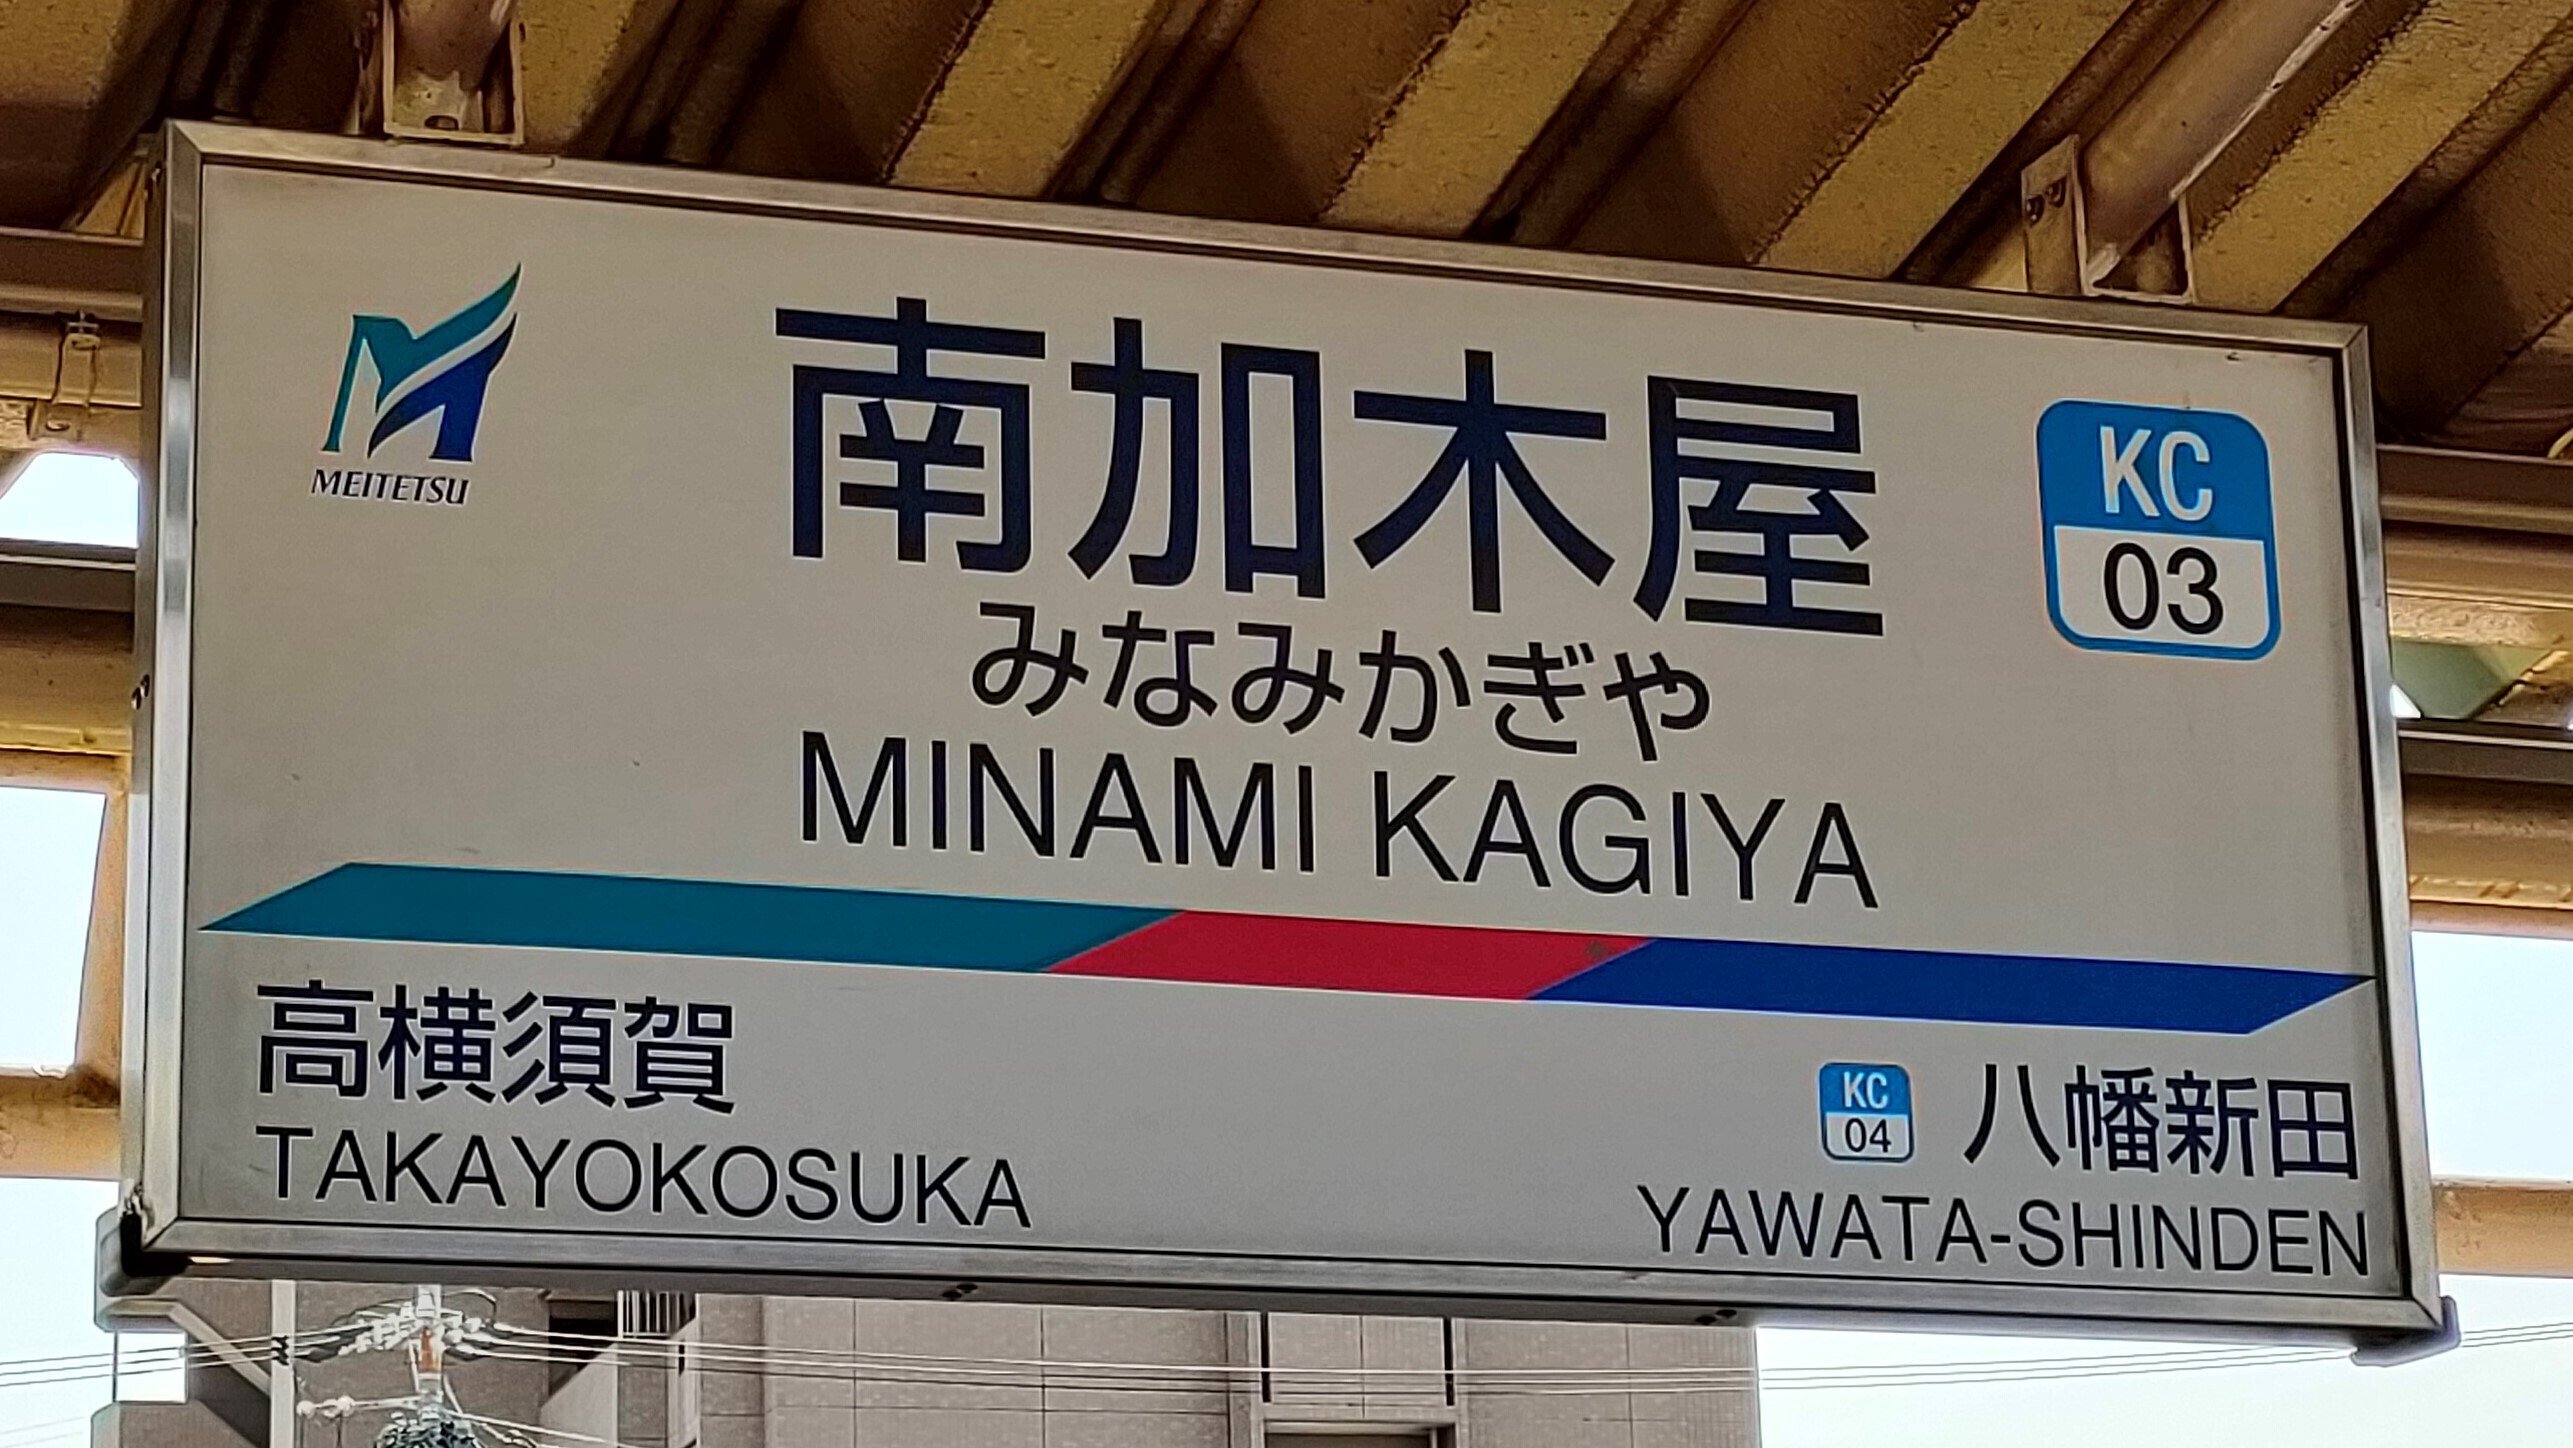 MEITETSU
南加木屋
みなみかぎや
MINAMI KAGIYA
KC
03
高横須賀
TAKAYOKOSUKA
KC
04
八幡新田
YAWATA-SHINDEN